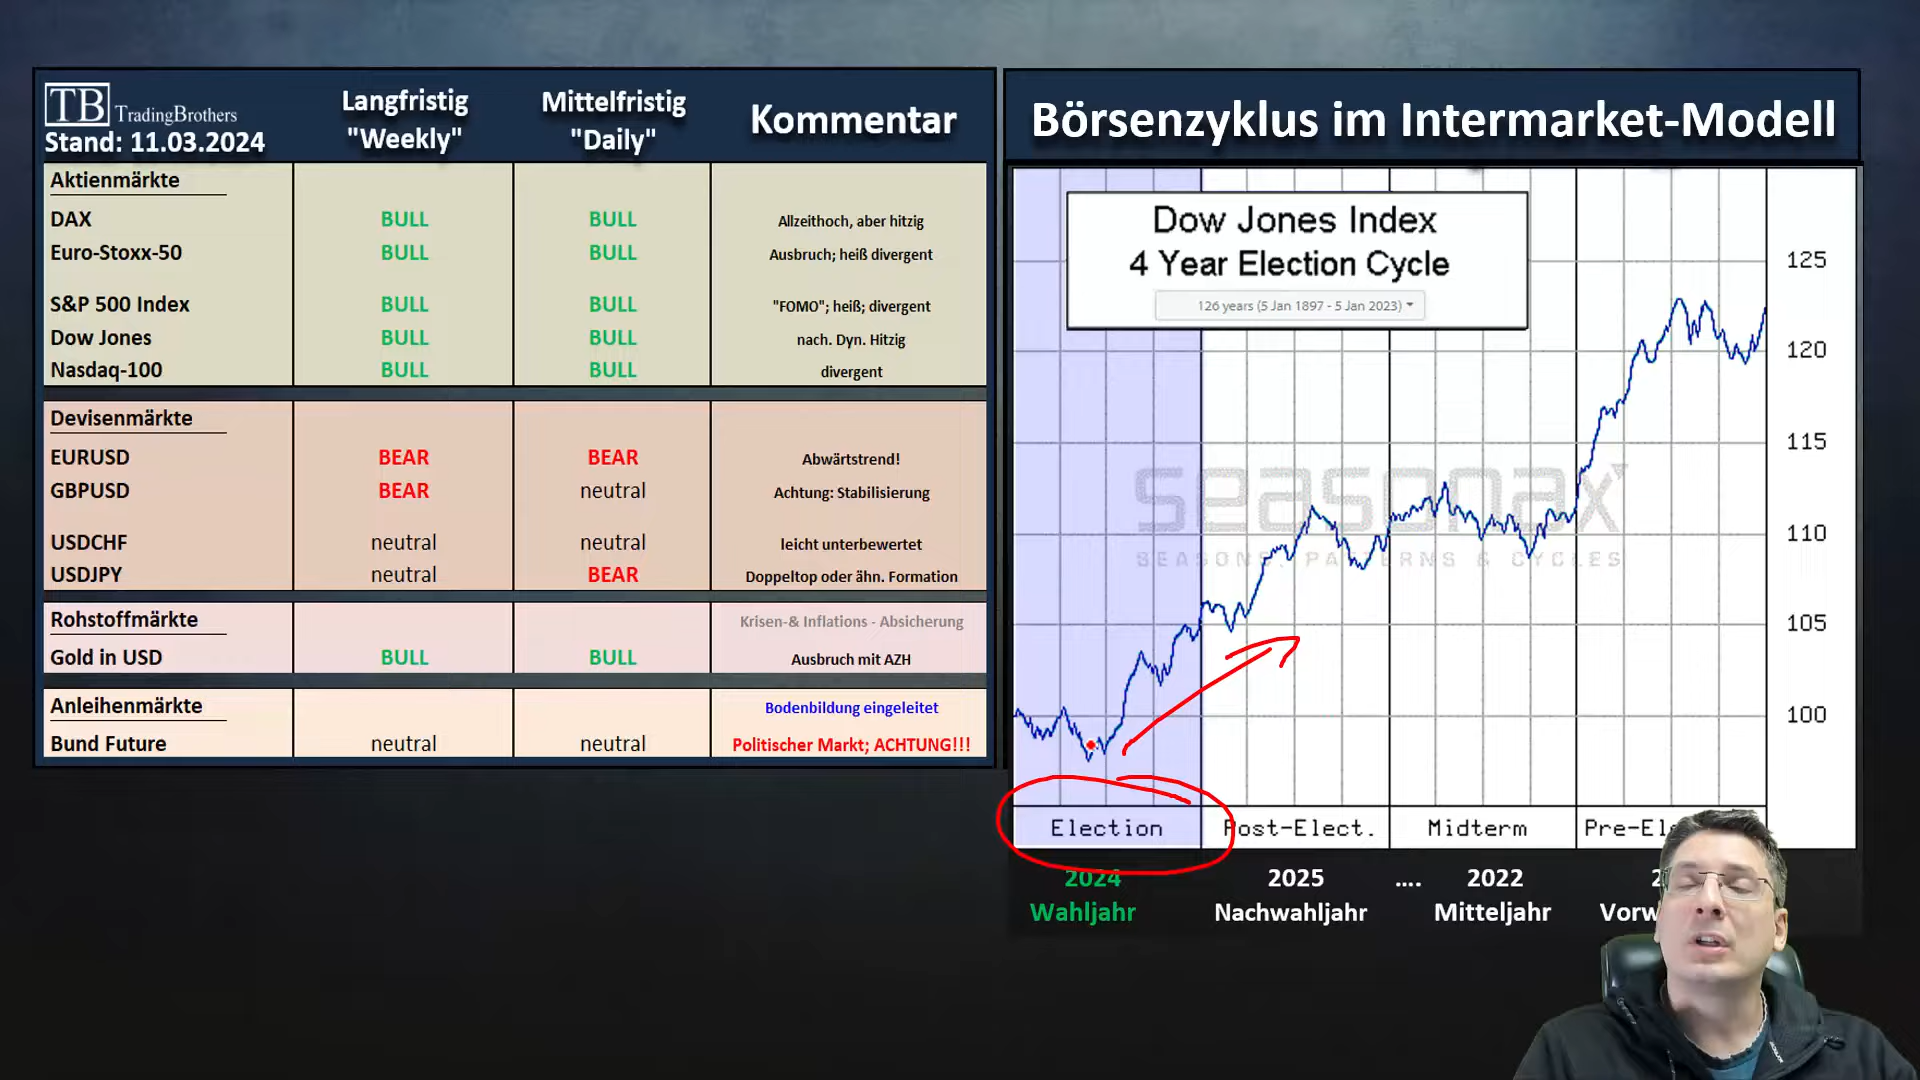 TB TradingBrothers
Stand: 11.03.2024
Langfristig
"Weekly"
Mittelfristig
"Daily"
Kommentar
Aktienmärkte
DAX BULL BULL Allzeithoch, aber hitzig
Euro-Stoxx-50 BULL BULL Ausbruch; heiß divergent
S&P 500 Index BULL BULL "FOMO"; heiß; divergent
Dow Jones BULL BULL nach. Dyn. Hitzig
Nasdaq-100 BULL BULL divergent
Devisenmärkte
EURUSD BEAR BEAR Abwärtstrend!
GBPUSD BEAR neutral Achtung: Stabilisierung
USDCHF neutral neutral leicht unterbewertet
USDJPY neutral BEAR Doppeltop oder ähn. Formation
Rohstoffmärkte Krisen-& Inflations - Absicherung
Gold in USD BULL BULL Ausbruch mit AZH
Anleihenmärkte Bodenbildung eingeleitet
Bund Future neutral neutral Politischer Markt; ACHTUNG!!!
Börsenzyklus im Intermarket-Modell
Dow Jones Index
4 Year Election Cycle
126 years (5 Jan 1897 - 5 Jan 2023)
125
120
115
110
105
100
seasonax
SEASONS, PATTERNS & CYCLES
Election Post-Elect. Midterm
2024 2025 .... 2022
Wahljahr Nachwahljahr Mitteljahr